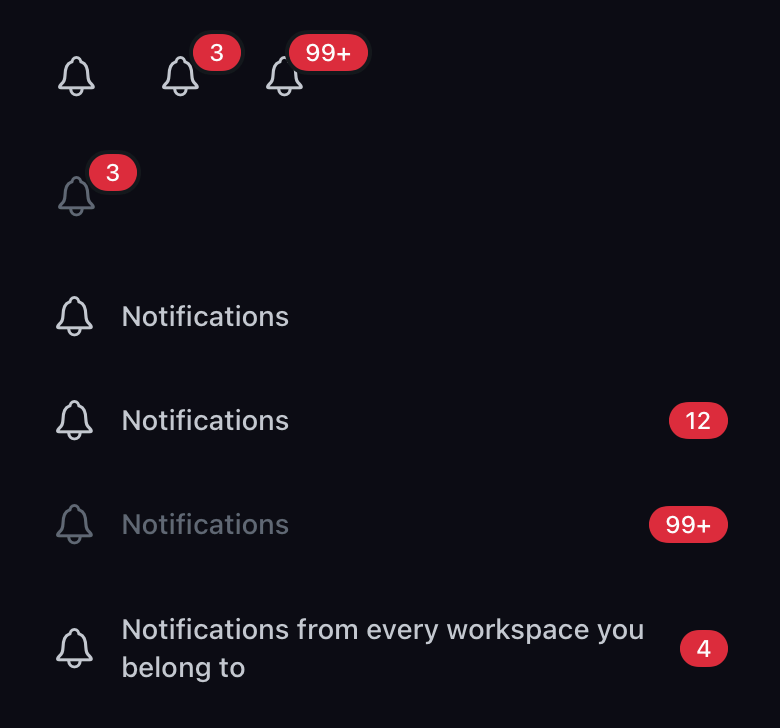 3 99+
3
Notifications
Notifications 12
Notifications 99+
Notifications from every workspace you
belong to 4